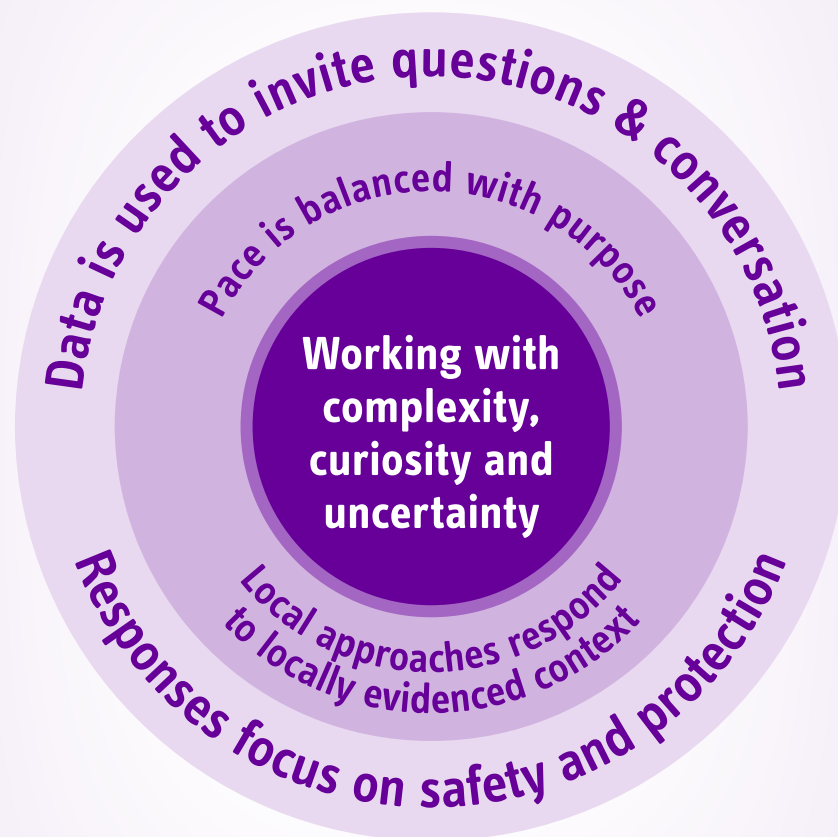 Data is used to invite questions & conversation
Pace is balanced with purpose
Working with
complexity,
curiosity and
uncertainty
Local approaches respond
to locally evidenced context
Responses focus on safety and protection